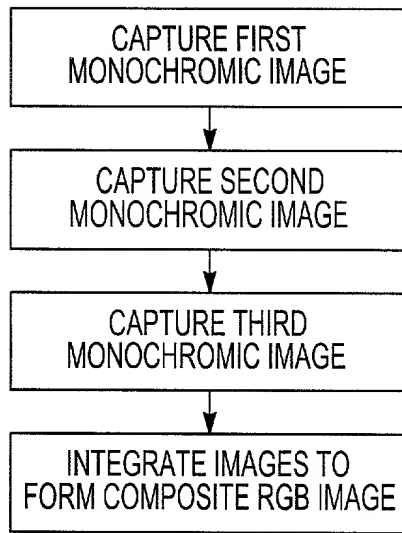 CAPTURE FIRST
MONOCHROMIC IMAGE
CAPTURE SECOND
MONOCHROMIC IMAGE
CAPTURE THIRD
MONOCHROMIC IMAGE
INTEGRATE IMAGES TO
FORM COMPOSITE RGB IMAGE